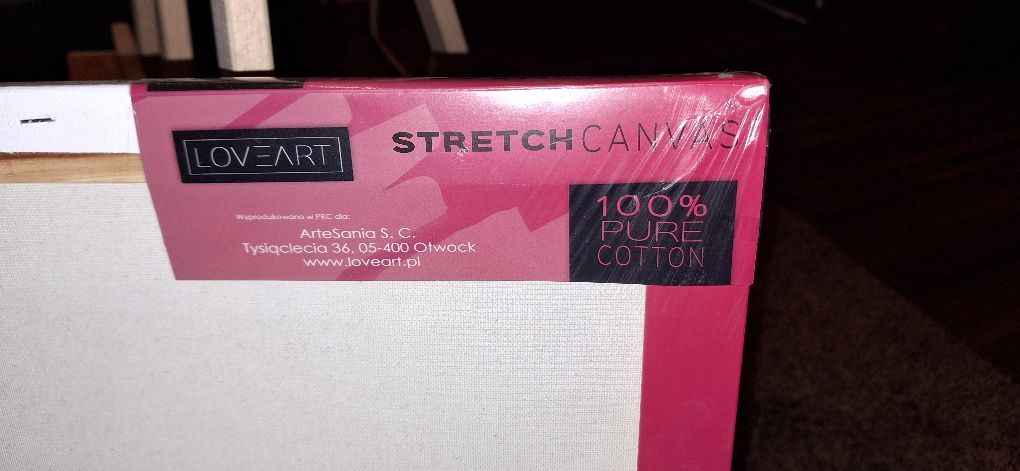 LOVEART
STRETCHCANVAS
Wyprodukowano w PRC dla:
ArteSania S. C.
Tysiąclecia 36, 05-400 Otwock
www.loveart.pl
100%
PURE
COTTON